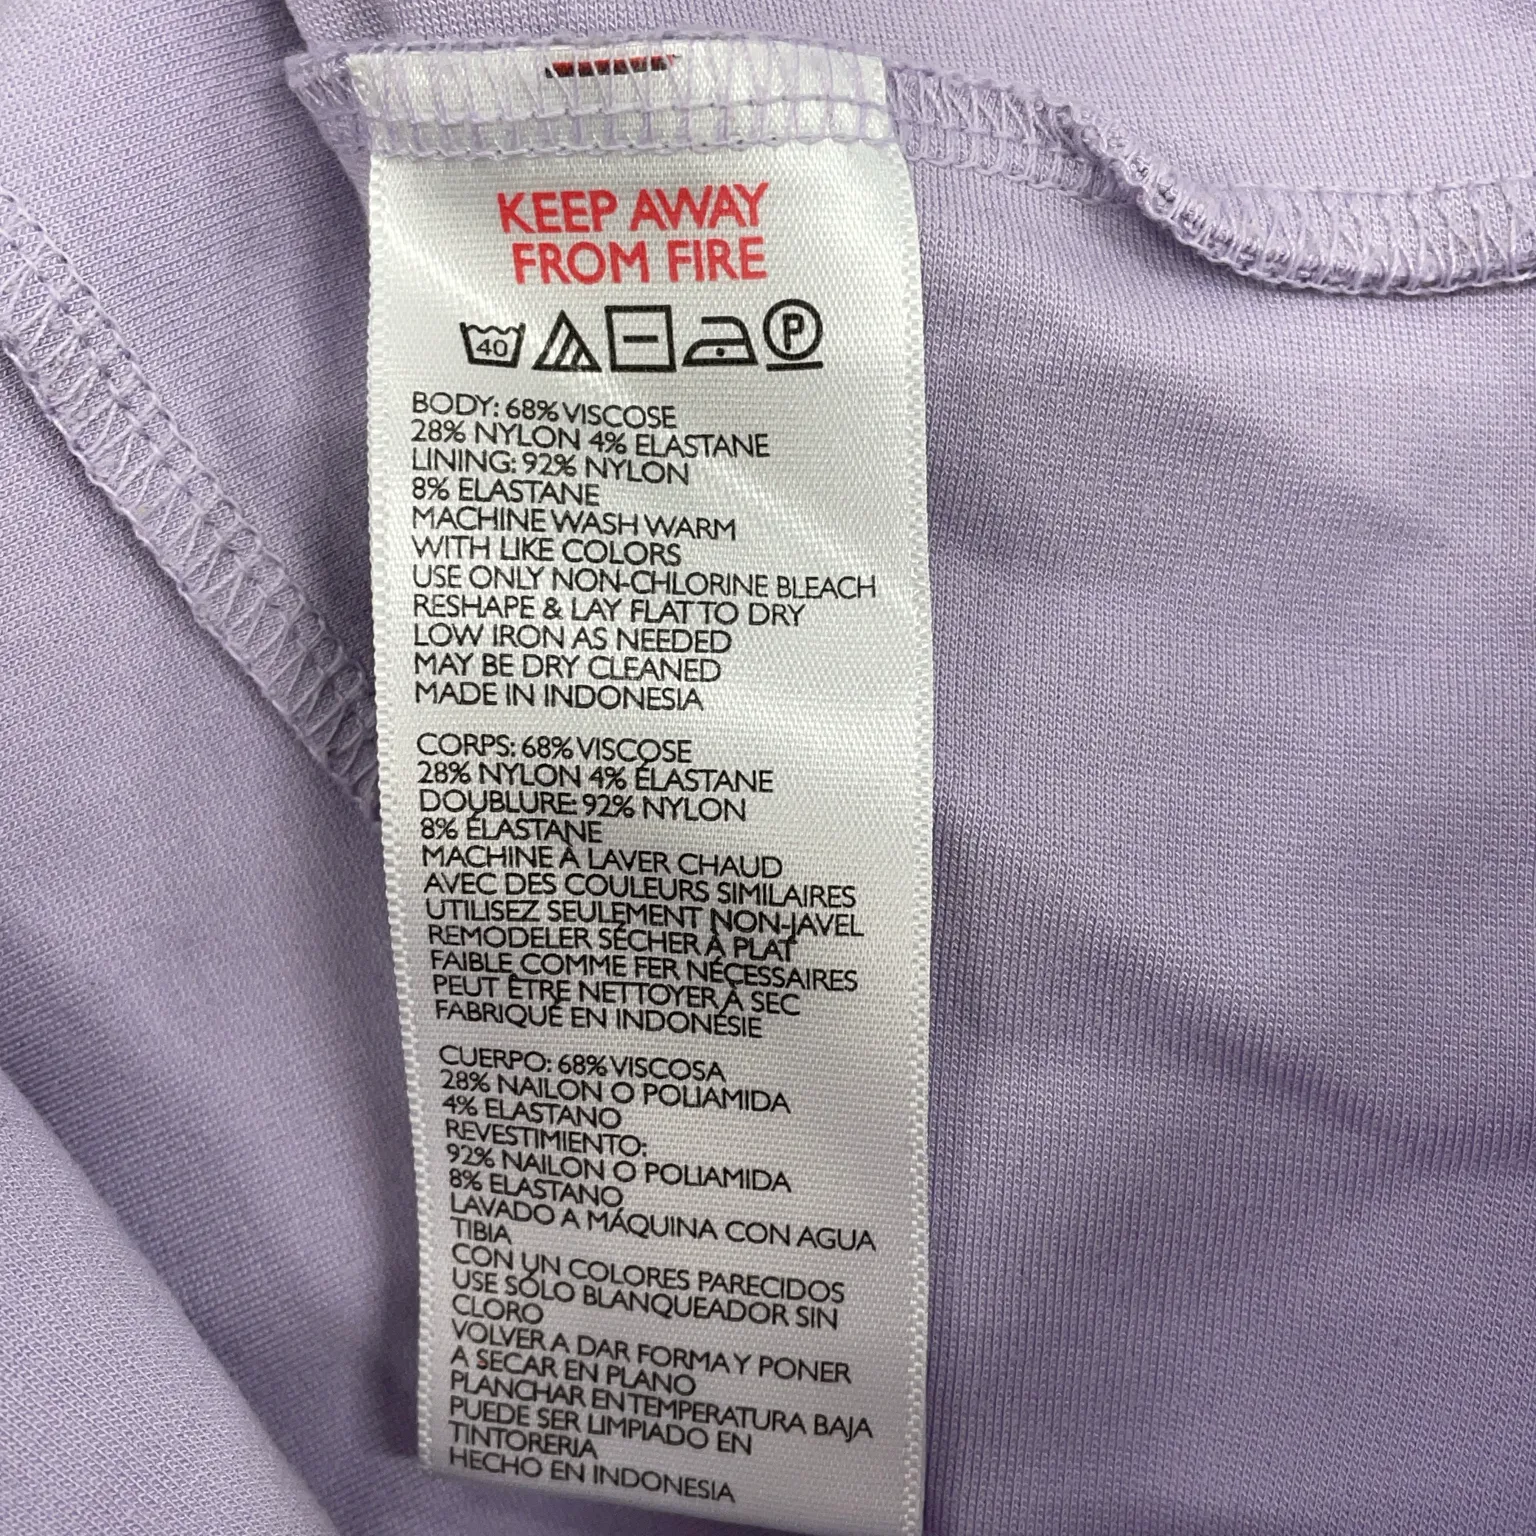 KEEP AWAY
FROM FIRE
40 P
BODY: 68% VISCOSE
28% NYLON 4% ELASTANE
LINING: 92% NYLON
8% ELASTANE
MACHINE WASH WARM
WITH LIKE COLORS
USE ONLY NON-CHLORINE BLEACH
RESHAPE & LAY FLAT TO DRY
LOW IRON AS NEEDED
MAY BE DRY CLEANED
MADE IN INDONESIA
CORPS: 68% VISCOSE
28% NYLON 4% ÉLASTANE
DOUBLURE: 92% NYLON
8% ÉLASTANE
MACHINE À LAVER CHAUD
AVEC DES COULEURS SIMILAIRES
UTILISEZ SEULEMENT NON-JAVEL
REMODELER SÉCHER À PLAT
FAIBLE COMME FER NÉCESSAIRES
PEUT ÊTRE NETTOYER À SEC
FABRIQUÉ EN INDONÉSIE
CUERPO: 68% VISCOSA
28% NAILON O POLIAMIDA
4% ELASTANO
REVESTIMIENTO:
92% NAILON O POLIAMIDA
8% ELASTANO
LAVADO A MÁQUINA CON AGUA
TIBIA
CON UN COLORES PARECIDOS
USE SÓLO BLANQUEADOR SIN
CLORO
VOLVER A DAR FORMA Y PONER
A SECAR EN PLANO
PLANCHAR EN TEMPERATURA BAJA
PUEDE SER LIMPIADO EN
TINTORERIA
HECHO EN INDONESIA